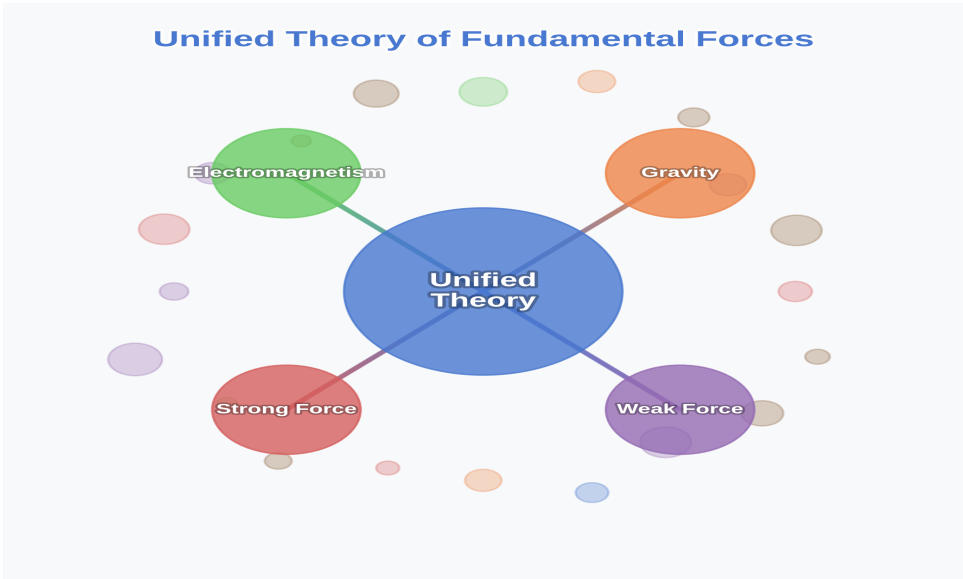 Unified Theory of Fundamental Forces
Electromagnetism
Gravity
Unified
Theory
Strong Force
Weak Force